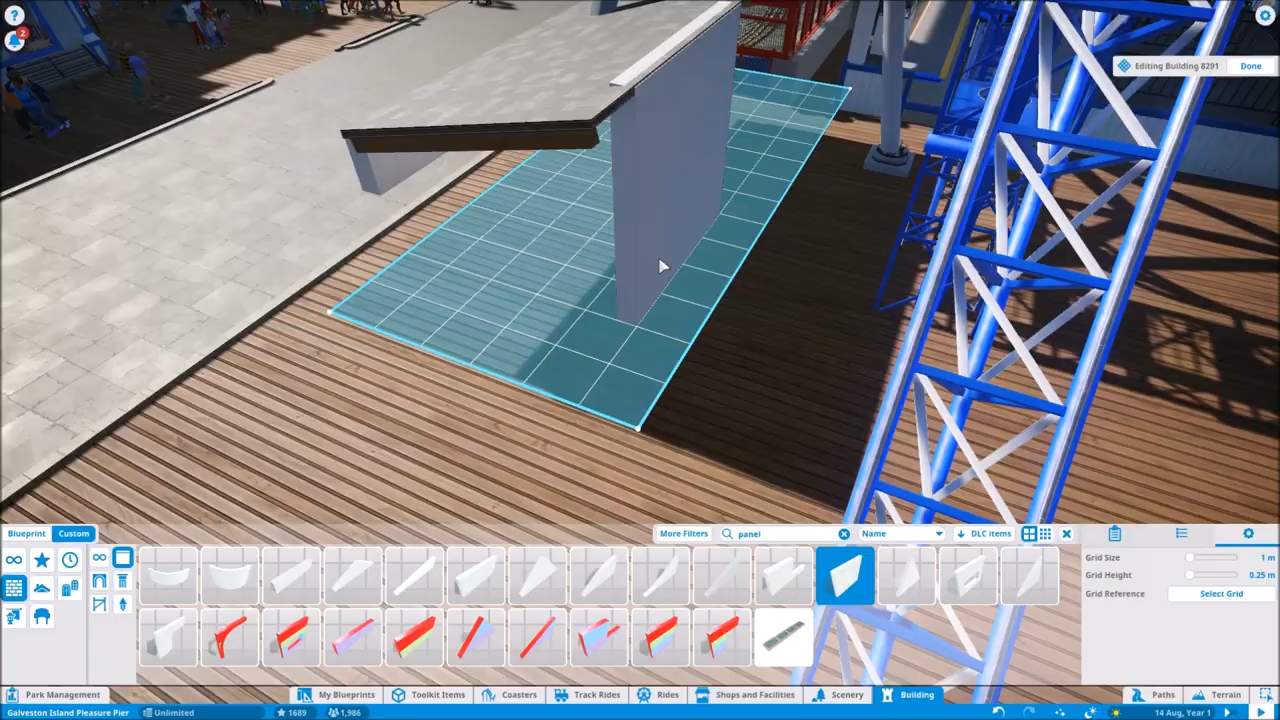 ?
2
Editing Building 8291 Done
Blueprint Custom
More Filters panel Name DLC items
Grid Size 1 m
Grid Height 0.25 m
Grid Reference Select Grid
Park Management My Blueprints Toolkit Items Coasters Track Rides Rides Shops and Facilities Scenery Building Paths Terrain
Galveston Island Pleasure Pier Unlimited 1689 1,986 14 Aug, Year 1